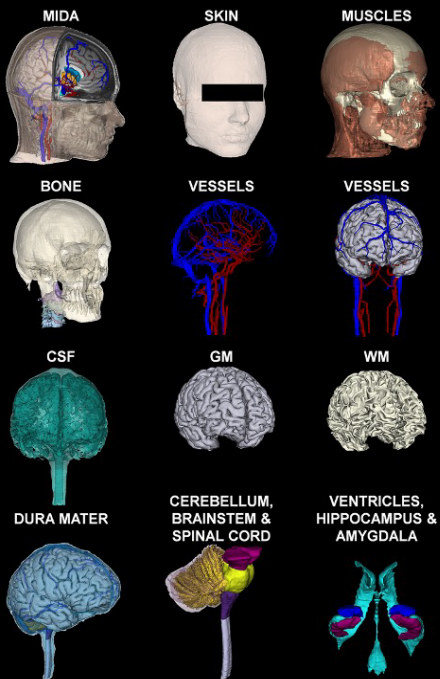 MIDA
SKIN
MUSCLES
BONE
VESSELS
VESSELS
CSF
GM
WM
DURA MATER
CEREBELLUM,
BRAINSTEM &
SPINAL CORD
VENTRICLES,
HIPPOCAMPUS &
AMYGDALA